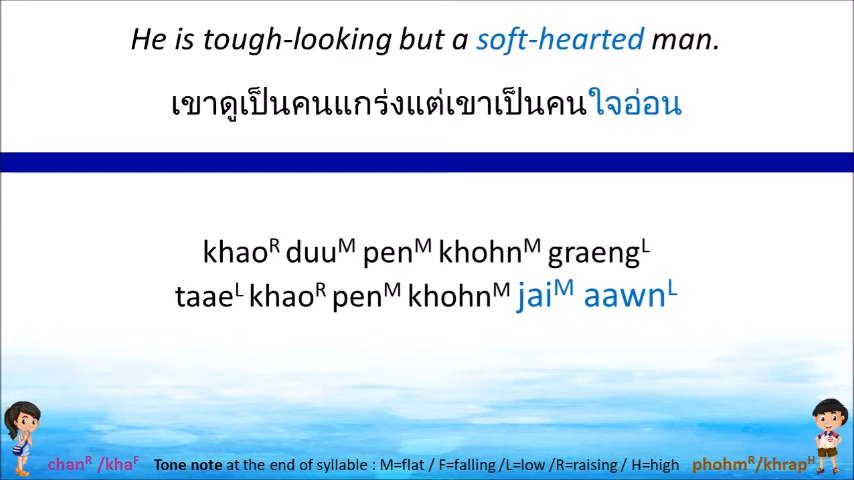 He is tough-looking but a soft-hearted man.
เขาดูเป็นคนแกร่งแต่เขาเป็นคนใจอ่อน
khaoᴿ duuᴹ penᴹ khohnᴹ graengᴸ
taaeᴸ khaoᴿ penᴹ khohnᴹ jaiᴹ aawnᴸ
chanᴿ /khaF Tone note at the end of syllable : M=flat / F=falling /L=low /R=raising / H=high phohmᴿ/khrapᴴ